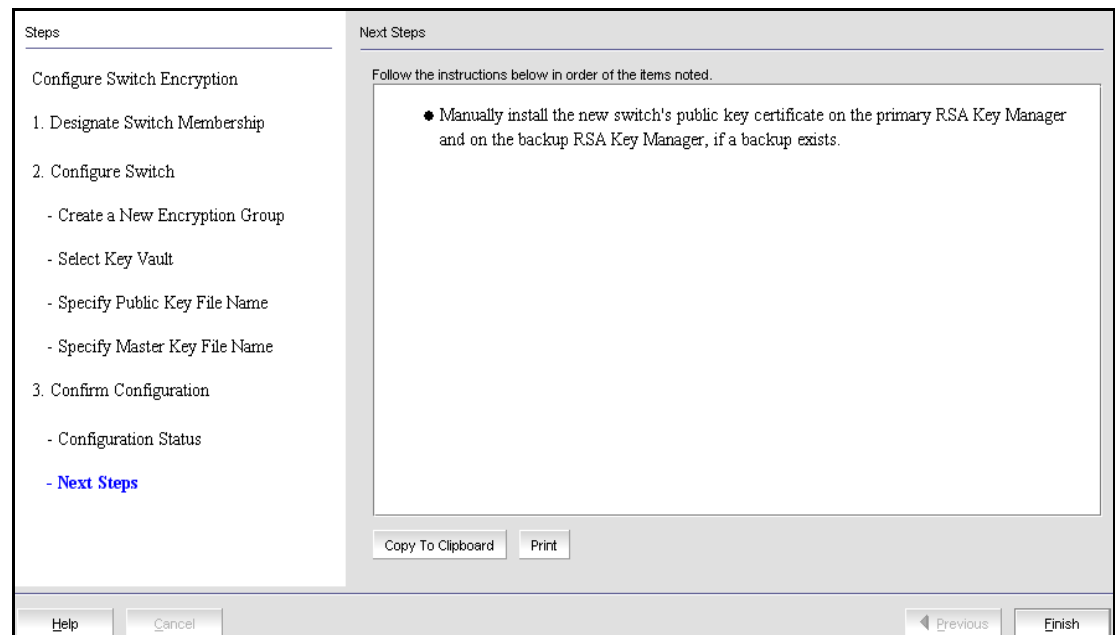 Steps
Configure Switch Encryption
1. Designate Switch Membership
2. Configure Switch
- Create a New Encryption Group
- Select Key Vault
- Specify Public Key File Name
- Specify Master Key File Name
3. Confirm Configuration
- Configuration Status
- Next Steps
Next Steps
Follow the instructions below in order of the items noted.
● Manually install the new switch's public key certificate on the primary RSA Key Manager
and on the backup RSA Key Manager, if a backup exists.
Copy To Clipboard
Print
Help
Cancel
Previous
Finish